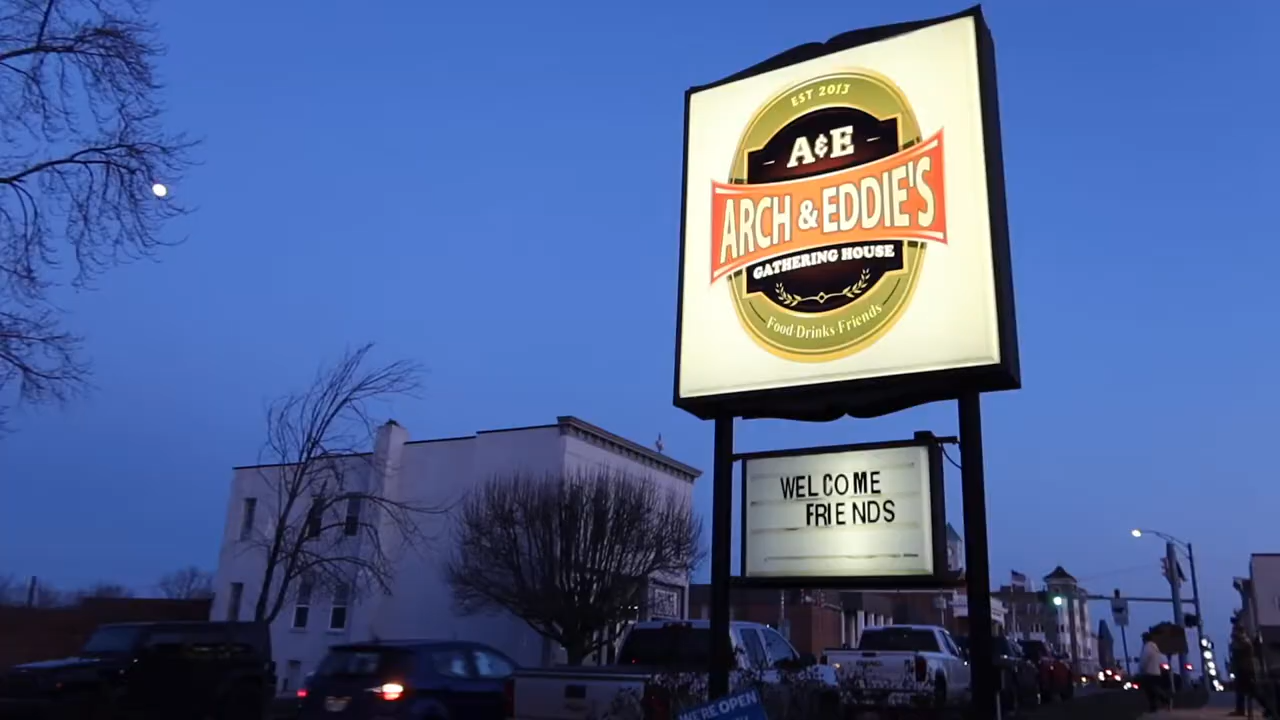 EST 2013
A&E
ARCH & EDDIE'S
GATHERING HOUSE
Food·Drinks·Friends
WELCOME
FRIENDS
WE'RE OPEN